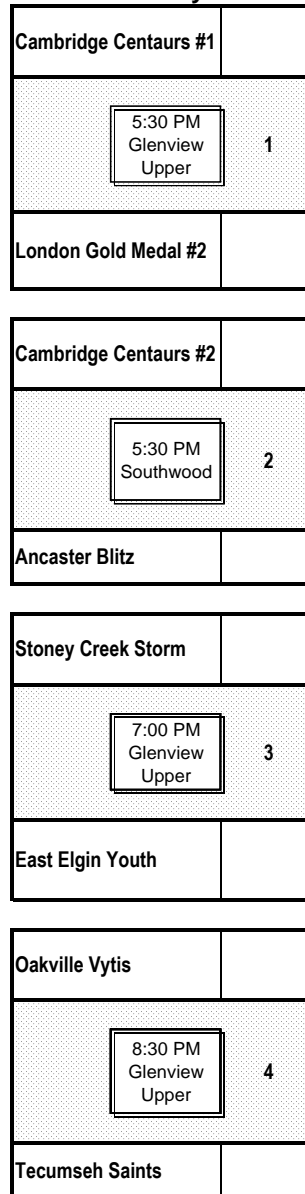 Cambridge Centaurs #1
5:30 PM
Glenview
Upper
1
London Gold Medal #2
Cambridge Centaurs #2
5:30 PM
Southwood
2
Ancaster Blitz
Stoney Creek Storm
7:00 PM
Glenview
Upper
3
East Elgin Youth
Oakville Vytis
8:30 PM
Glenview
Upper
4
Tecumseh Saints